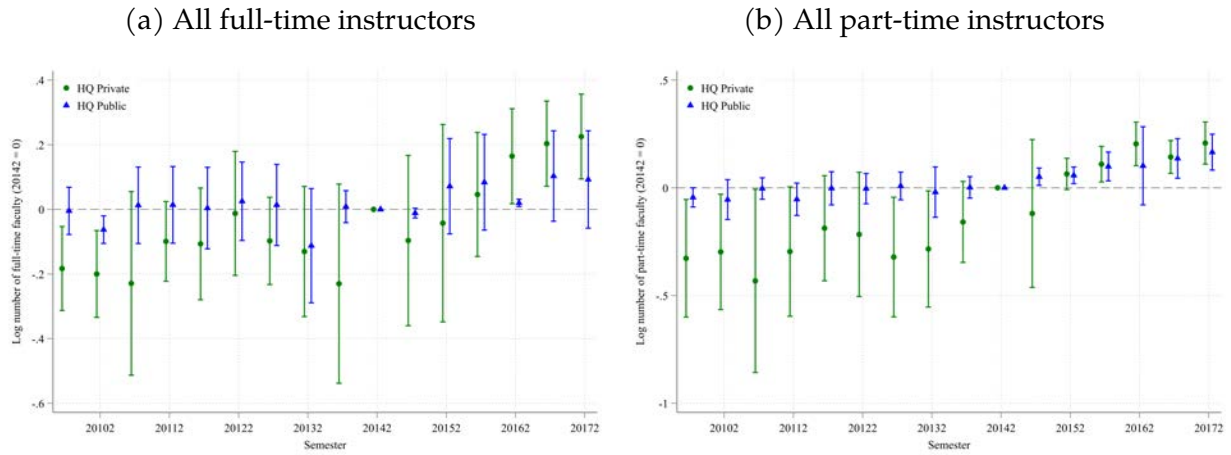 (a) All full-time instructors
HQ Private
HQ Public
Log number of full-time faculty (20142 = 0)
.4
.2
0
-.2
-.4
-.6
20102 20112 20122 20132 20142 20152 20162 20172
Semester
(b) All part-time instructors
HQ Private
HQ Public
Log number of part-time faculty (20142 = 0)
.5
0
-.5
-1
20102 20112 20122 20132 20142 20152 20162 20172
Semester